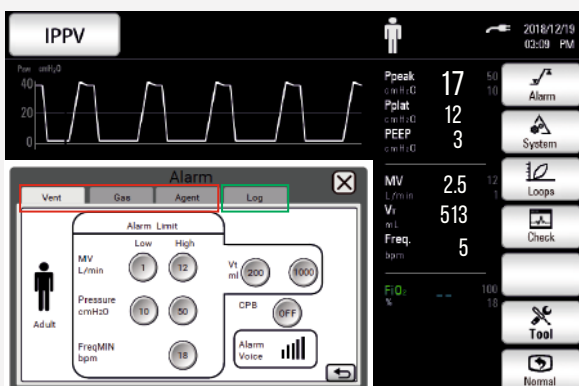 IPPV
2018/12/19
03:09 PM
Paw cmH₂O
40
20
0
Ppeak 17 50
cmH₂O 10
Pplat 12
cmH₂O
PEEP 3
cmH₂O
MV 2.5 12
L/min 1
VT 513
mL
Freq. 5
bpm
FiO₂ -- 100
% 18
Alarm
System
Loops
Check
Tool
Normal
Alarm
Vent Gas Agent Log
Alarm Limit
Low High
MV
L/min 1 12
Vt
ml 200 1000
Pressure
cmH2O 10 50
CPB OFF
Adult
FreqMIN
bpm 18
Alarm
Voice